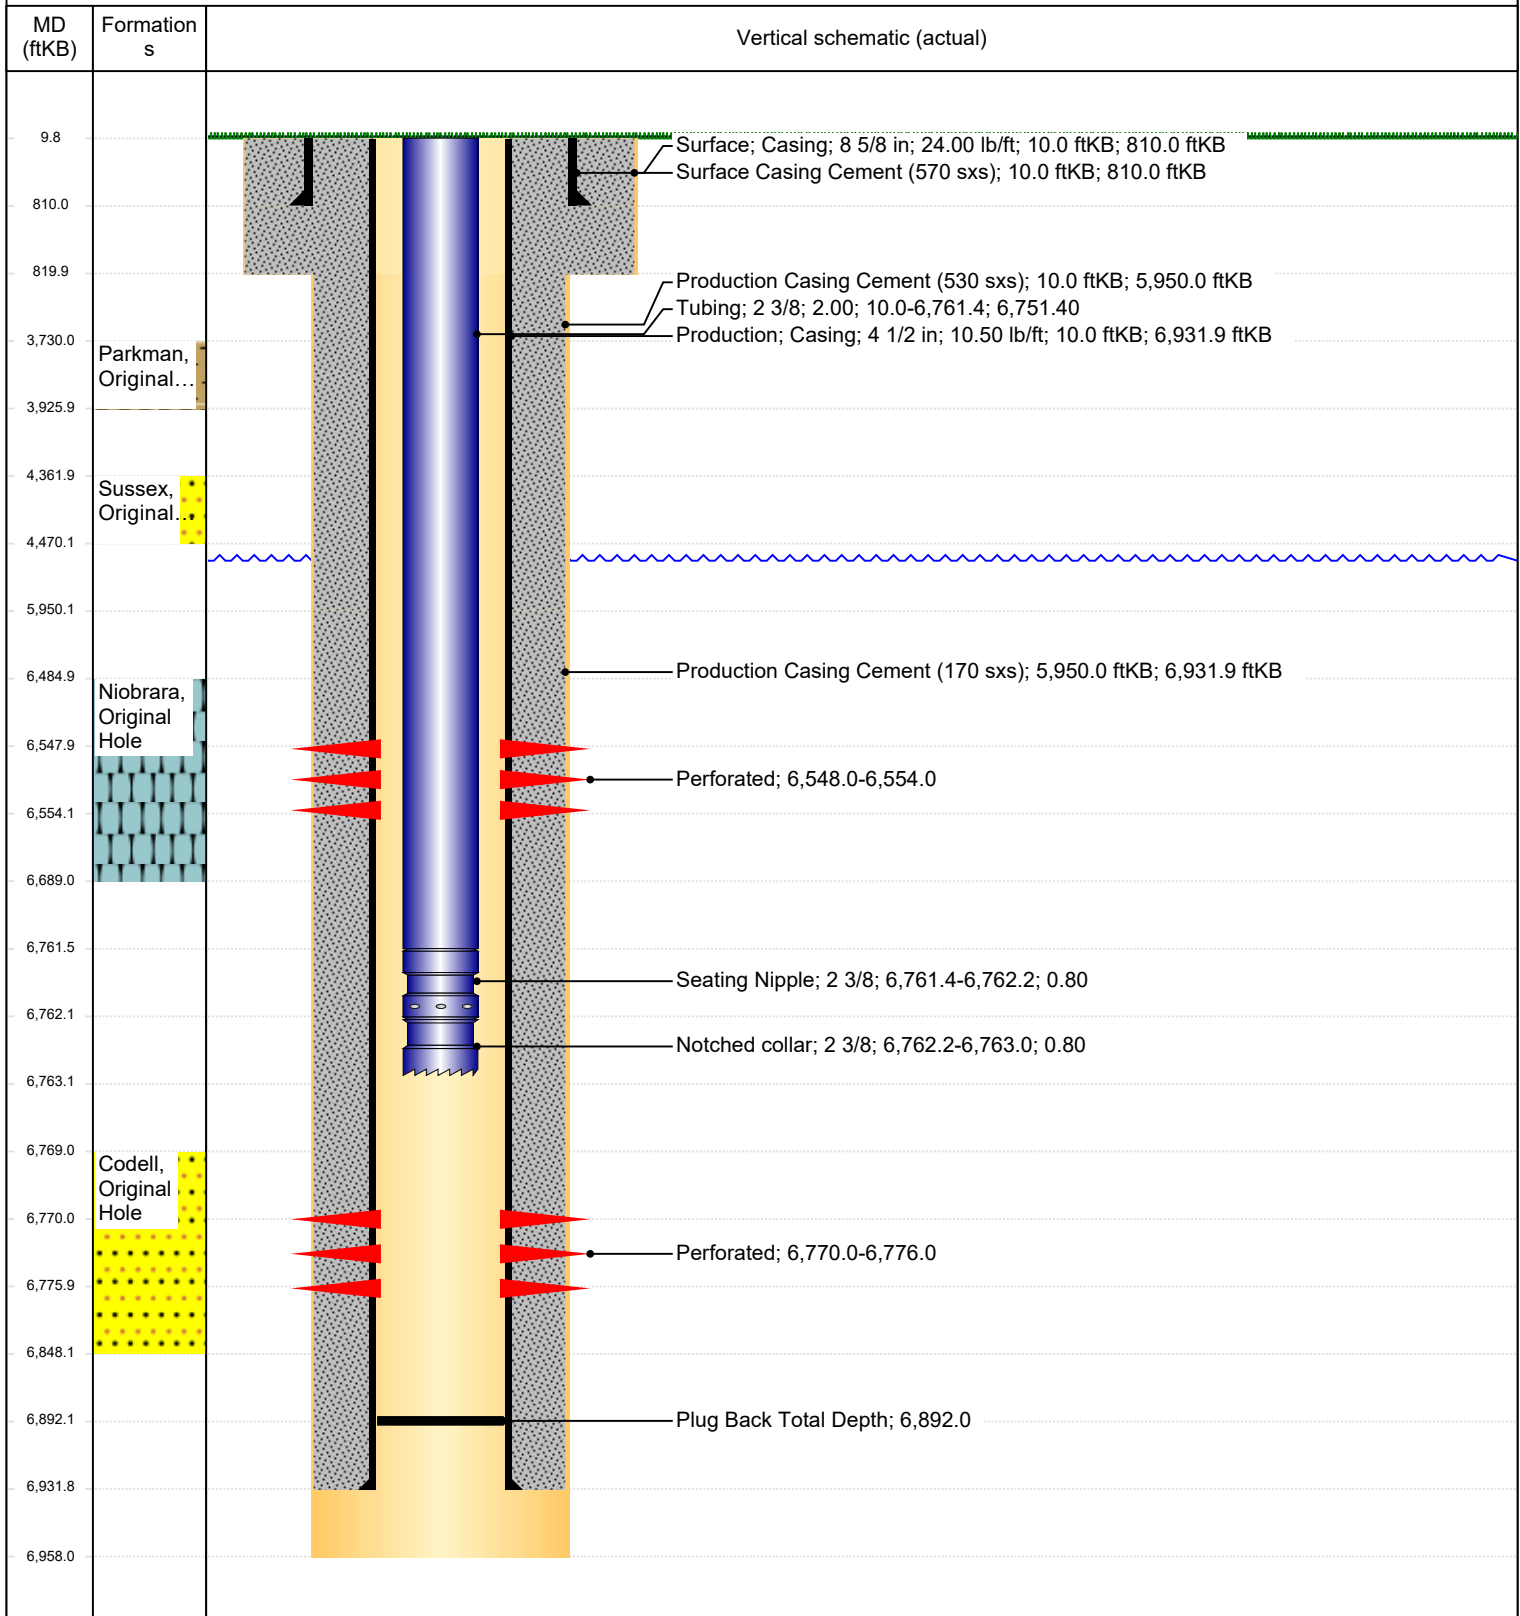 MD
(ftKB)
Formation
s
Vertical schematic (actual)
9.8
Surface; Casing; 8 5/8 in; 24.00 lb/ft; 10.0 ftKB; 810.0 ftKB
Surface Casing Cement (570 sxs); 10.0 ftKB; 810.0 ftKB
810.0
819.9
Production Casing Cement (530 sxs); 10.0 ftKB; 5,950.0 ftKB
Tubing; 2 3/8; 2.00; 10.0-6,761.4; 6,751.40
Production; Casing; 4 1/2 in; 10.50 lb/ft; 10.0 ftKB; 6,931.9 ftKB
3,730.0
Parkman,
Original…
3,925.9
4,361.9
Sussex,
Original…
4,470.1
5,950.1
Production Casing Cement (170 sxs); 5,950.0 ftKB; 6,931.9 ftKB
6,484.9
Niobrara,
Original
Hole
6,547.9
Perforated; 6,548.0-6,554.0
6,554.1
6,689.0
6,761.5
Seating Nipple; 2 3/8; 6,761.4-6,762.2; 0.80
6,762.1
Notched collar; 2 3/8; 6,762.2-6,763.0; 0.80
6,763.1
6,769.0
Codell,
Original
Hole
6,770.0
Perforated; 6,770.0-6,776.0
6,775.9
6,848.1
6,892.1
Plug Back Total Depth; 6,892.0
6,931.8
6,958.0